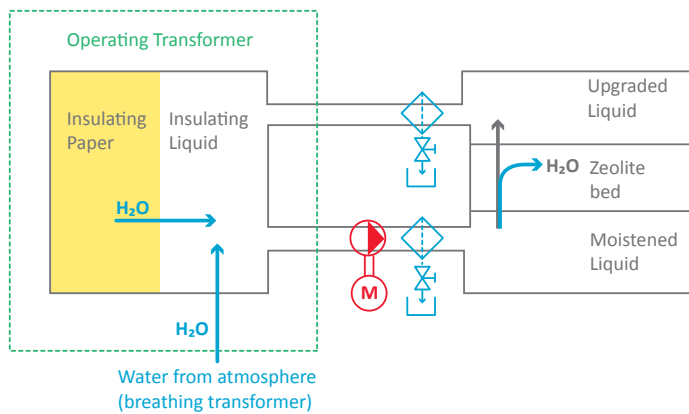 Operating Transformer
Insulating
Paper
Insulating
Liquid
Upgraded
Liquid
H₂O
Zeolite
bed
H₂O
Moistened
Liquid
M
H₂O
Water from atmosphere
(breathing transformer)